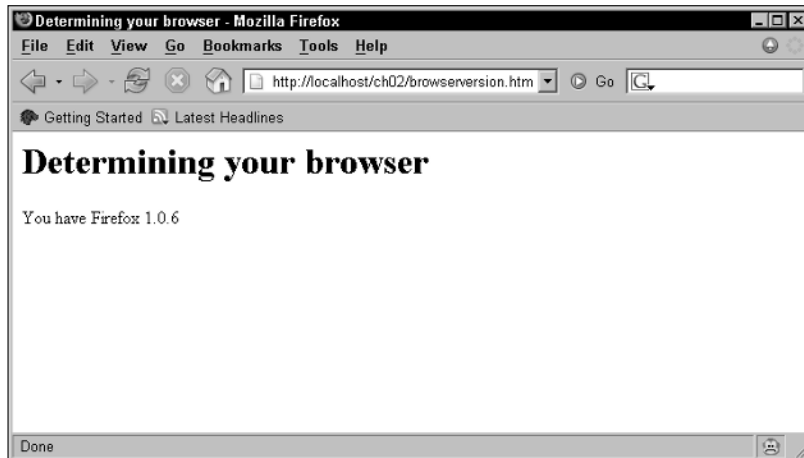 Determining your browser - Mozilla Firefox
File Edit View Go Bookmarks Tools Help
http://localhost/ch02/browserversion.htm Go G
Getting Started Latest Headlines
Determining your browser
You have Firefox 1.0.6
Done